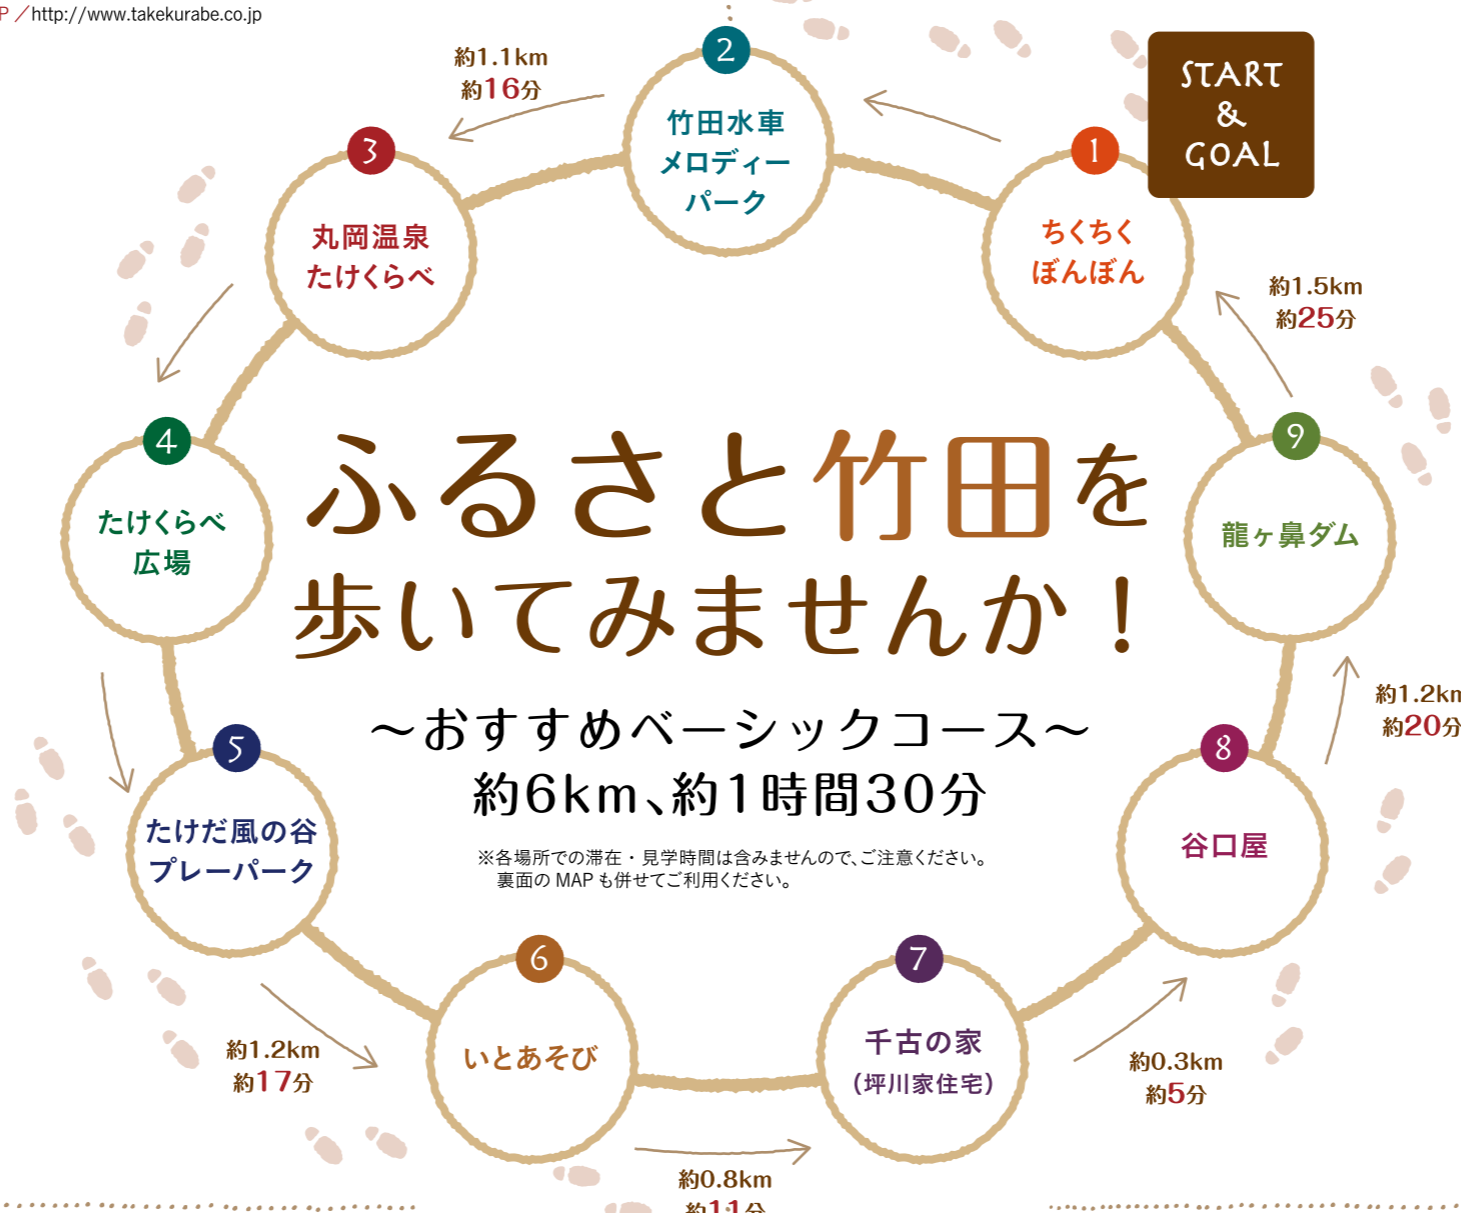 P ／http://www.takekurabe.co.jp
START
&
GOAL
1
ちくちく
ぼんぼん
2
竹田水車
メロディー
パーク
約1.1km
約16分
3
丸岡温泉
たけくらべ
4
たけくらべ
広場
5
たけだ風の谷
プレーパーク
約1.2km
約17分
6
いとあそび
約0.8km
約11分
7
千古の家
(坪川家住宅)
約0.3km
約5分
8
谷口屋
約1.2km
約20分
9
龍ヶ鼻ダム
約1.5km
約25分
ふるさと竹田を
歩いてみませんか！
〜おすすめベーシックコース〜
約6km、約1時間30分
※各場所での滞在・見学時間は含みませんので、ご注意ください。
裏面の MAP も併せてご利用ください。